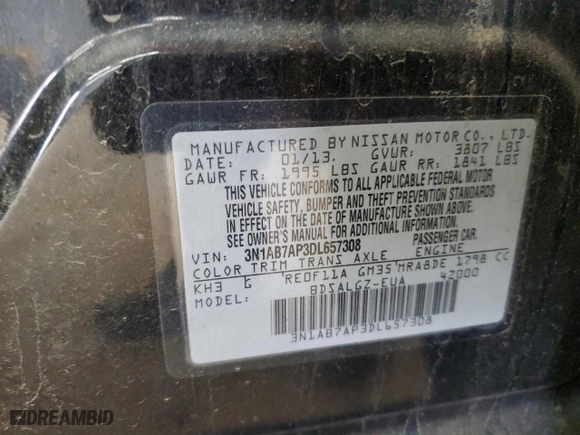 MANUFACTURED BY NISSAN MOTOR CO., LTD.
DATE: 01/13. GVWR: 3807 LBS
GAWR FR: 1995 LBS GAWR RR: 1841 LBS
THIS VEHICLE CONFORMS TO ALL APPLICABLE FEDERAL MOTOR
VEHICLE SAFETY, BUMPER AND THEFT PREVENTION STANDARDS
IN EFFECT ON THE DATE OF MANUFACTURE SHOWN ABOVE.
SEE OWNER'S MANUAL FOR ADDITIONAL INFORMATION.
VIN: 3N1AB7AP3DL657308 PASSENGER CAR
COLOR TRIM TRANS AXLE ENGINE
KH3 G RE0F11A GM35 MRA8DE 1798 CC
MODEL: BDSALGZ-EUA 4Z000
3N1AB7AP3DL657308
DREAMBID